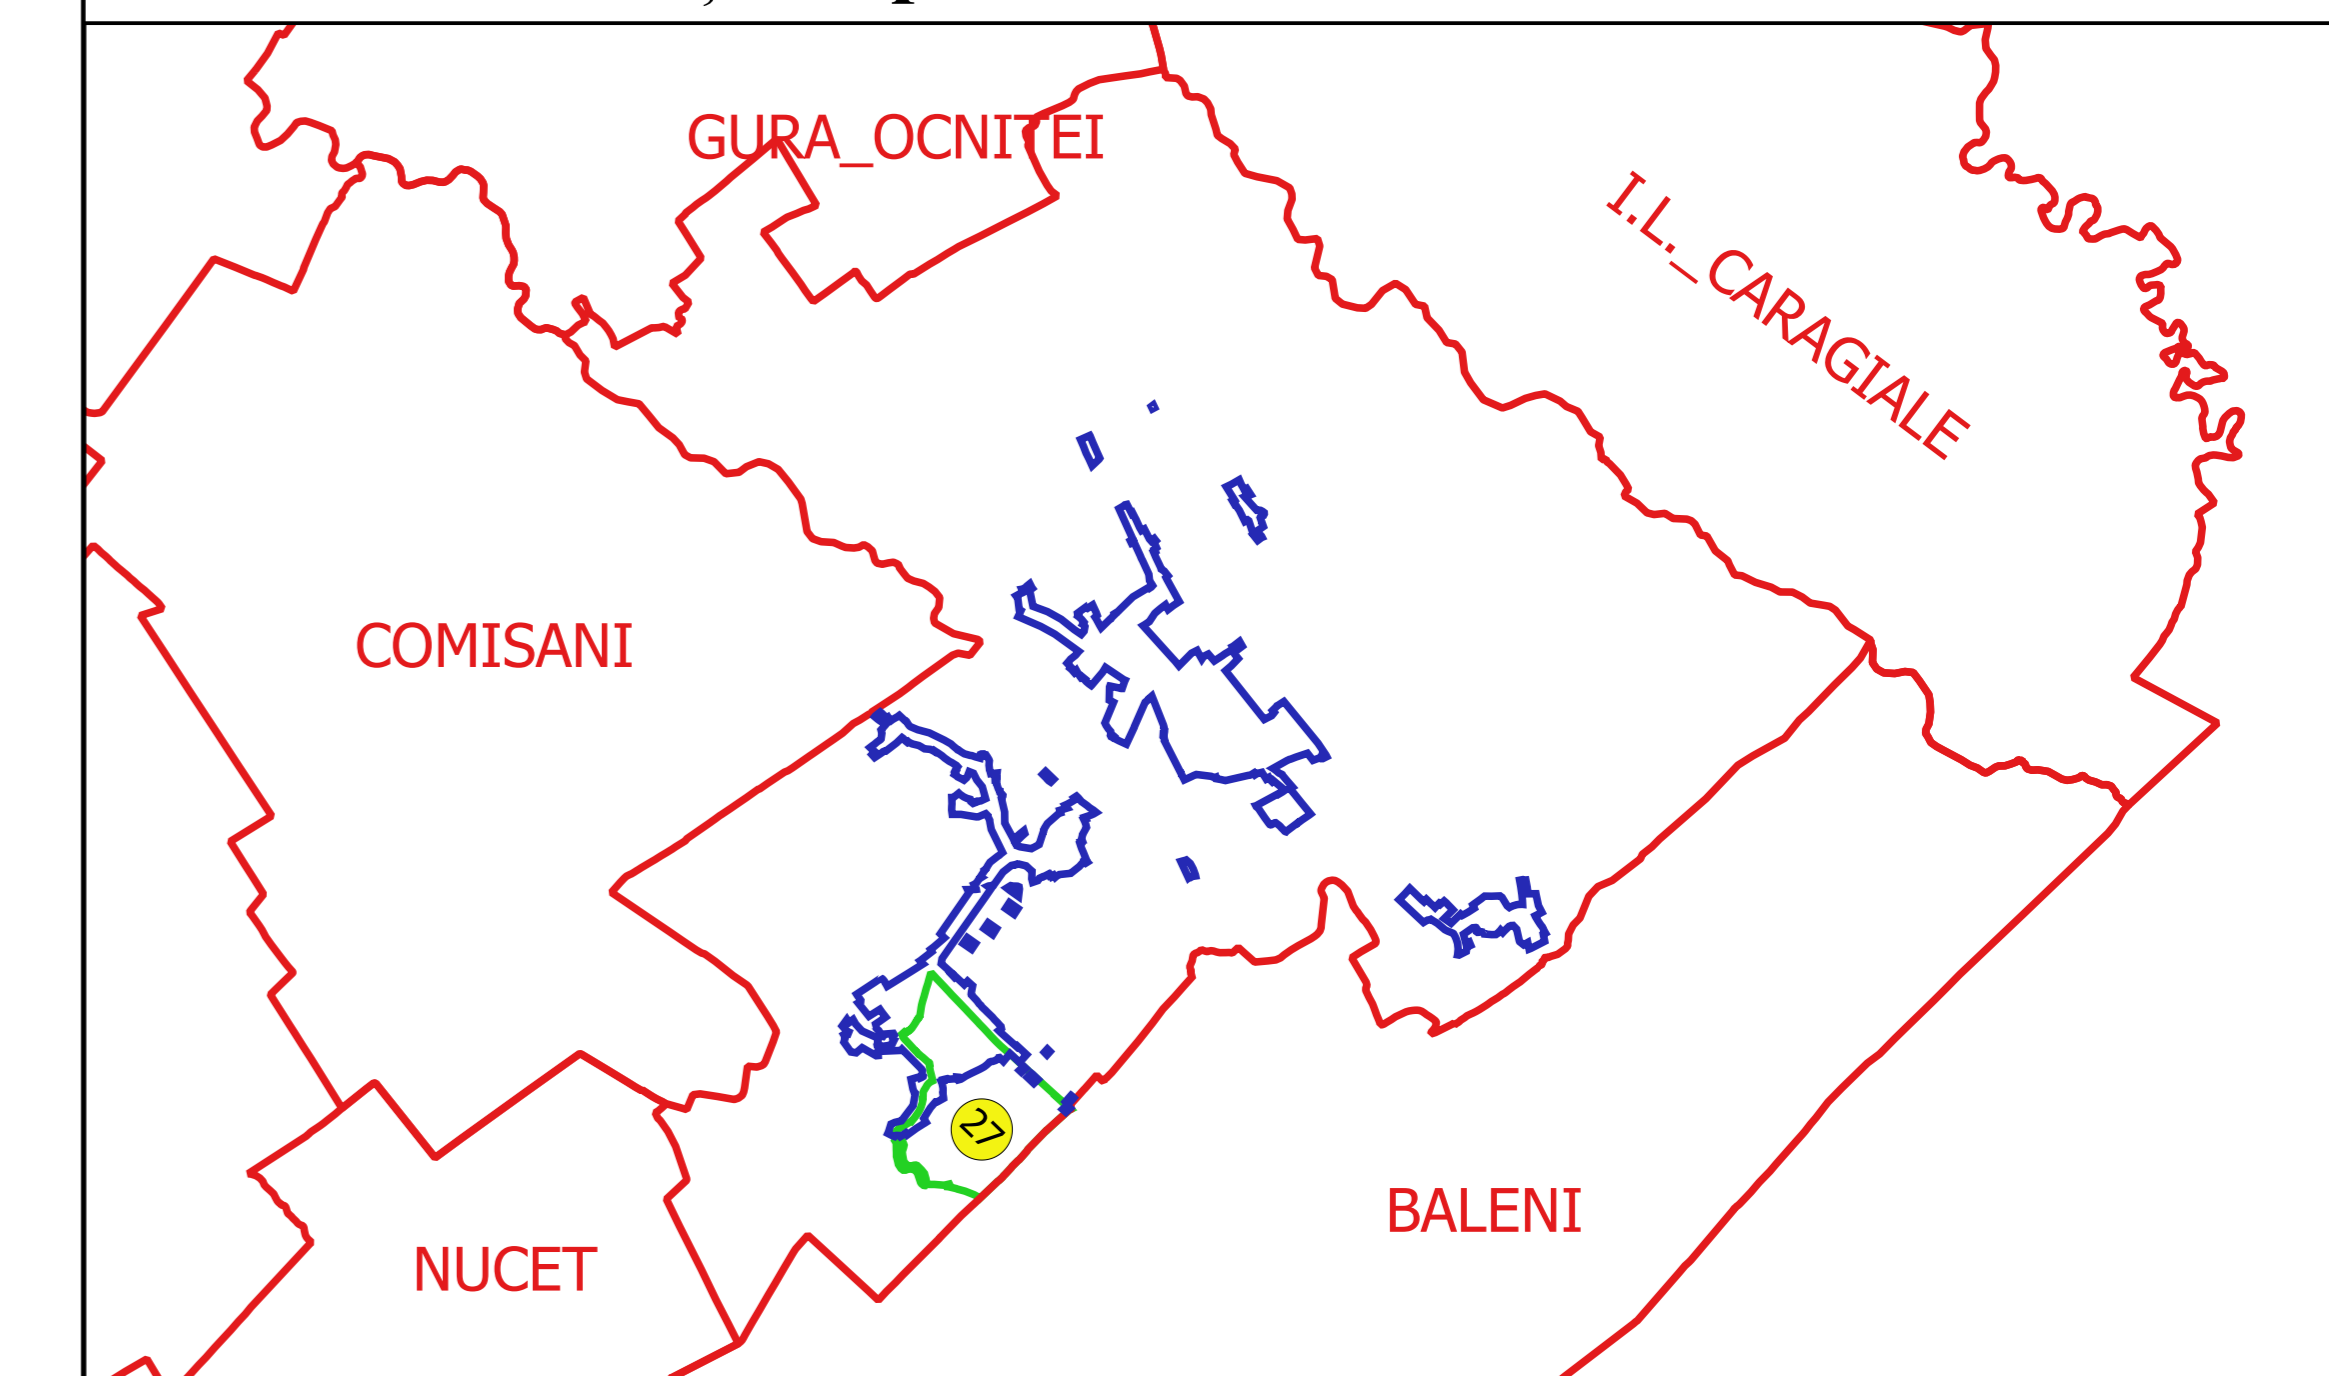 GURA_OCNITEI
I.L._CARAGIALE
COMISANI
27
BALENI
NUCET